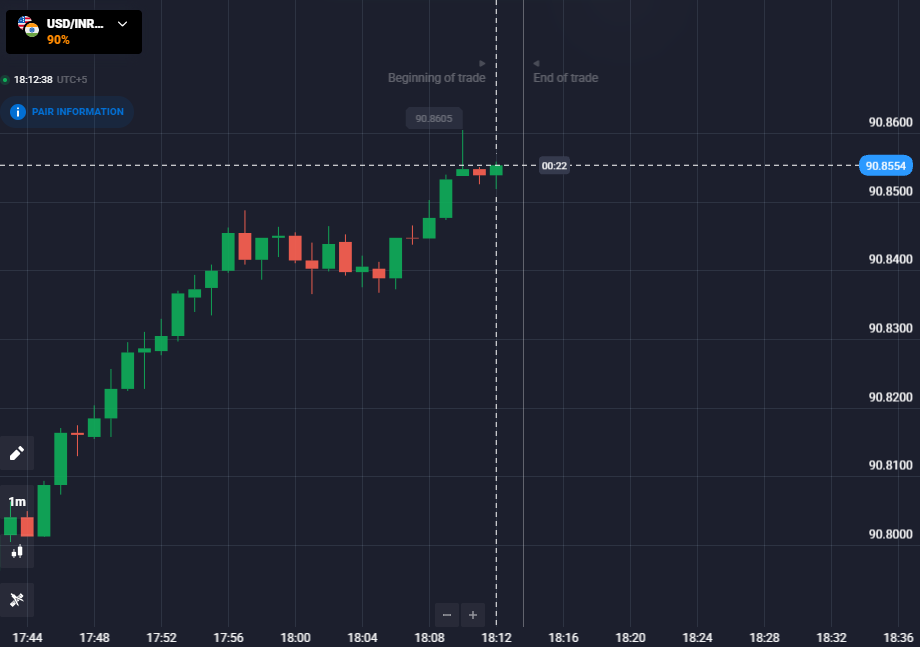 USD/INR...
90%
18:12:38 UTC+5
PAIR INFORMATION
Beginning of trade
End of trade
90.8605
90.8600
00:22
90.8554
90.8500
90.8400
90.8300
90.8200
90.8100
1m
90.8000
17:44 17:48 17:52 17:56 18:00 18:04 18:08 18:12 18:16 18:20 18:24 18:28 18:32 18:36